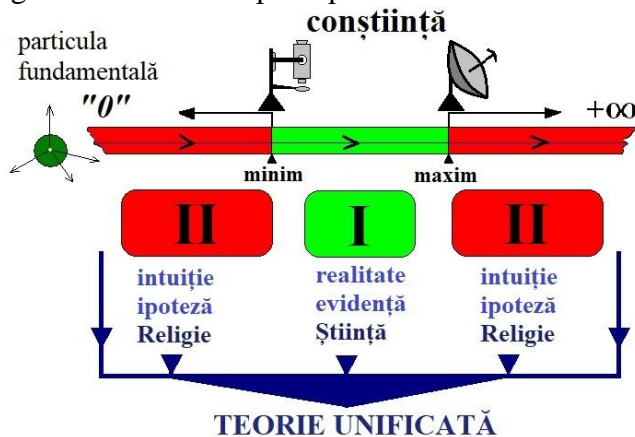 conștiință
particula
fundamentală
"0"
+∞
minim
maxim
II
I
II
intuiție
ipoteză
Religie
realitate
evidență
Știință
intuiție
ipoteză
Religie
TEORIE UNIFICATĂ